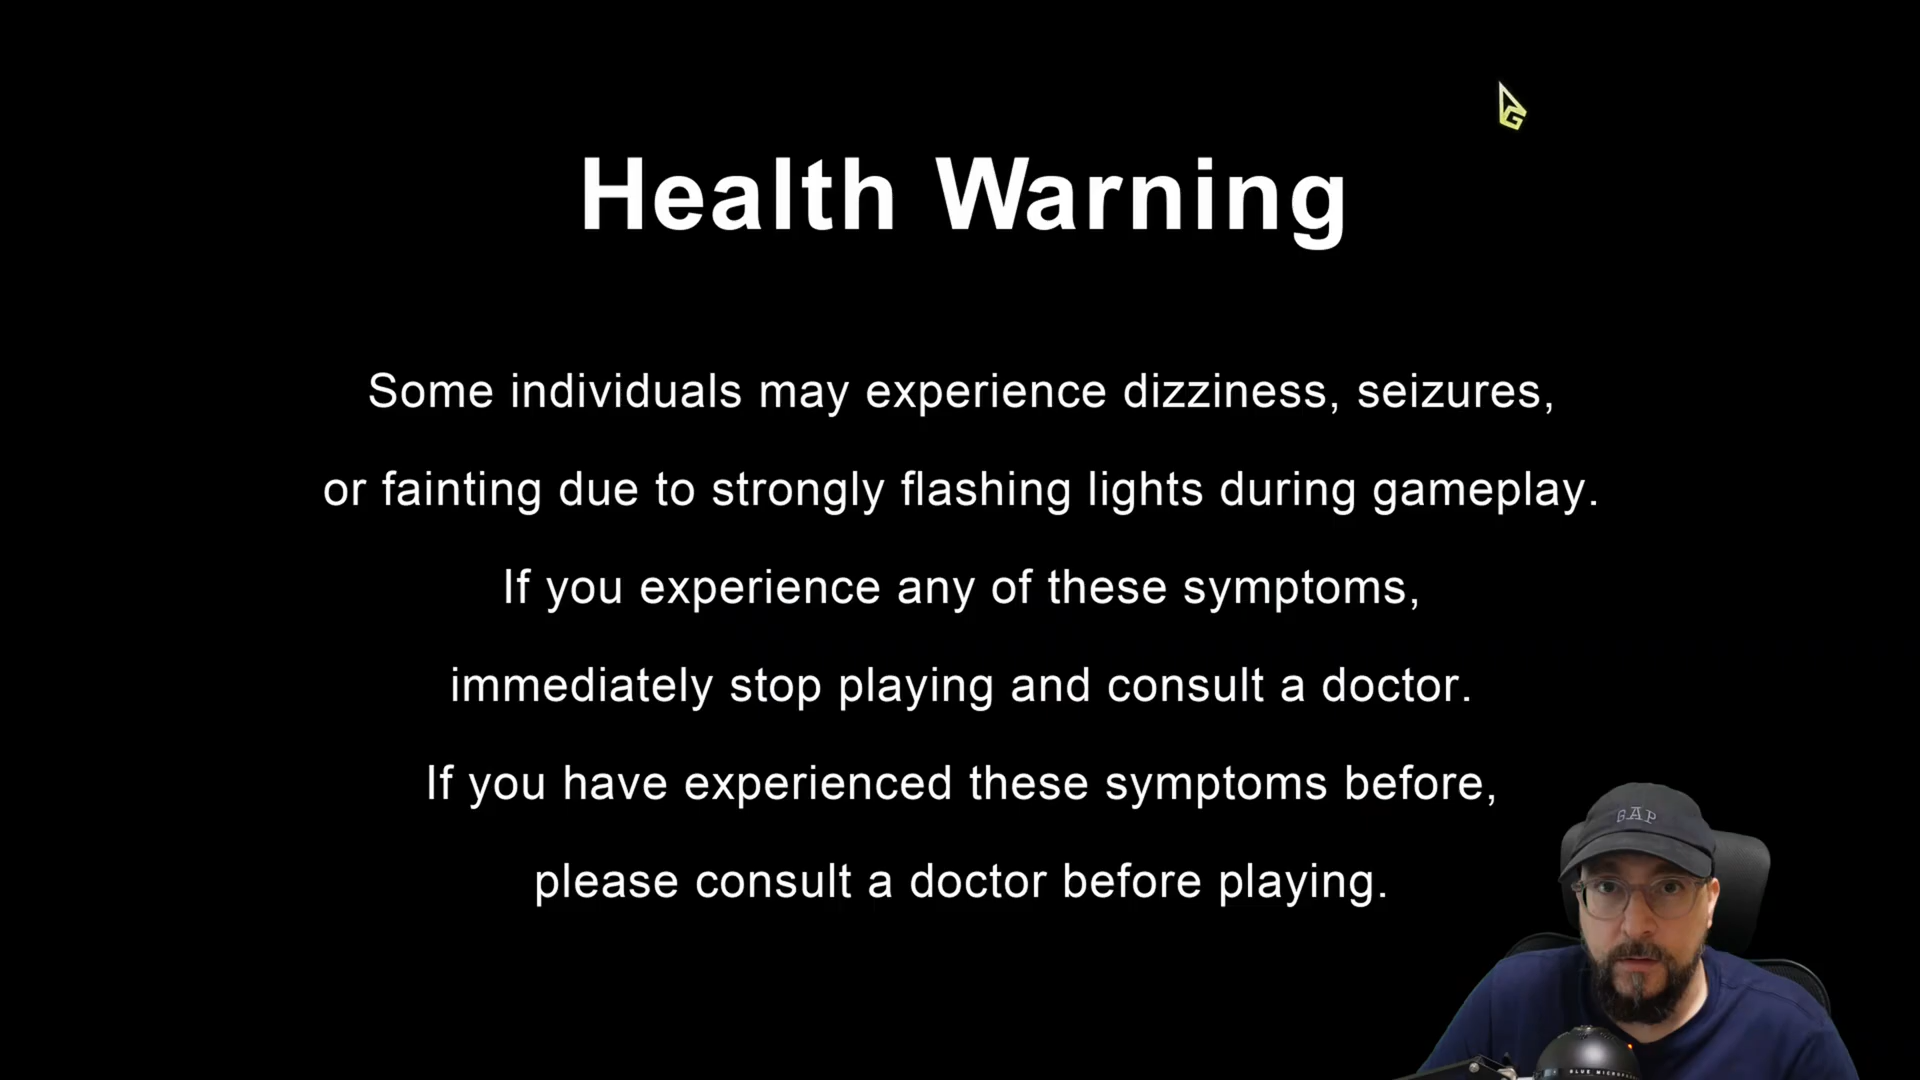 Health Warning
Some individuals may experience dizziness, seizures,
or fainting due to strongly flashing lights during gameplay.
If you experience any of these symptoms,
immediately stop playing and consult a doctor.
If you have experienced these symptoms before,
please consult a doctor before playing.
GAP
BLUE MICROPHONES